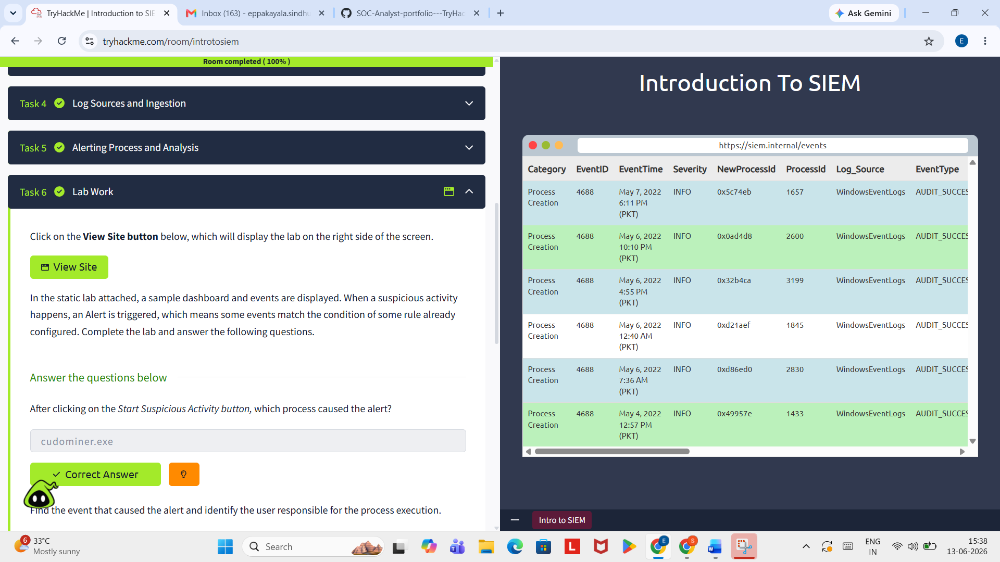 TryHackMe | Introduction to SIE
Inbox (163) - eppakayala.sindhu
SOC-Analyst-portfolio---TryHac
Ask Gemini
tryhackme.com/room/introtosiem
E
Room completed ( 100% )
Task 4 Log Sources and Ingestion
Task 5 Alerting Process and Analysis
Task 6 Lab Work
Click on the View Site button below, which will display the lab on the right side of the screen.
View Site
In the static lab attached, a sample dashboard and events are displayed. When a suspicious activity
happens, an Alert is triggered, which means some events match the condition of some rule already
configured. Complete the lab and answer the following questions.
Answer the questions below
After clicking on the Start Suspicious Activity button, which process caused the alert?
cudominer.exe
Correct Answer
Find the event that caused the alert and identify the user responsible for the process execution.
Introduction To SIEM
https://siem.internal/events
Category EventID EventTime Severity NewProcessId ProcessId Log_Source EventType
Process 4688 May 7, 2022 INFO 0x5c74eb 1657 WindowsEventLogs AUDIT_SUCCES
Creation 6:11 PM
(PKT)
Process 4688 May 6, 2022 INFO 0x0ad4d8 2600 WindowsEventLogs AUDIT_SUCCES
Creation 10:10 PM
(PKT)
Process 4688 May 6, 2022 INFO 0x32b4ca 3199 WindowsEventLogs AUDIT_SUCCES
Creation 4:55 PM
(PKT)
Process 4688 May 6, 2022 INFO 0xd21aef 1845 WindowsEventLogs AUDIT_SUCCES
Creation 12:40 AM
(PKT)
Process 4688 May 6, 2022 INFO 0xd86ed0 2830 WindowsEventLogs AUDIT_SUCCES
Creation 7:36 AM
(PKT)
Process 4688 May 4, 2022 INFO 0x49957e 1433 WindowsEventLogs AUDIT_SUCCES
Creation 12:57 PM
(PKT)
Intro to SIEM
6
33°C
Mostly sunny
Search
L
E
S
ENG
IN
15:38
13-06-2026